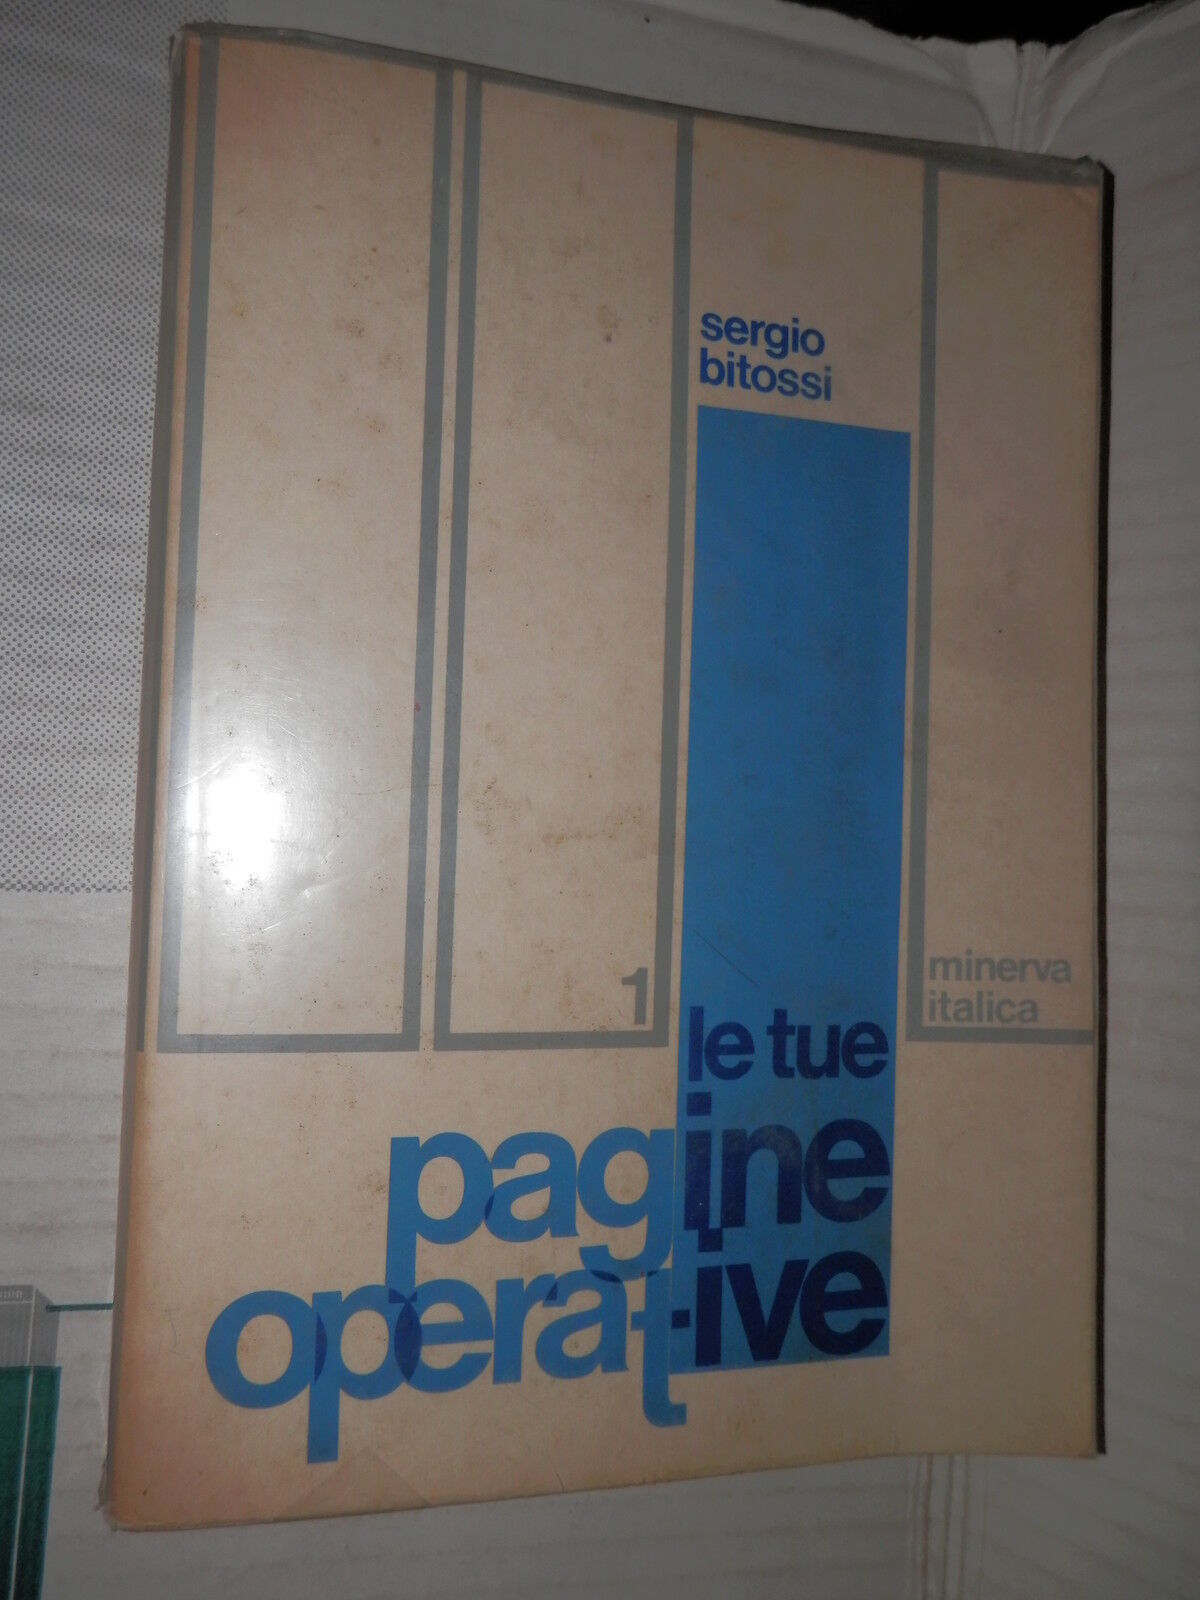 sergio
bitossi
1
minerva
italica
le tue
pagine
operative